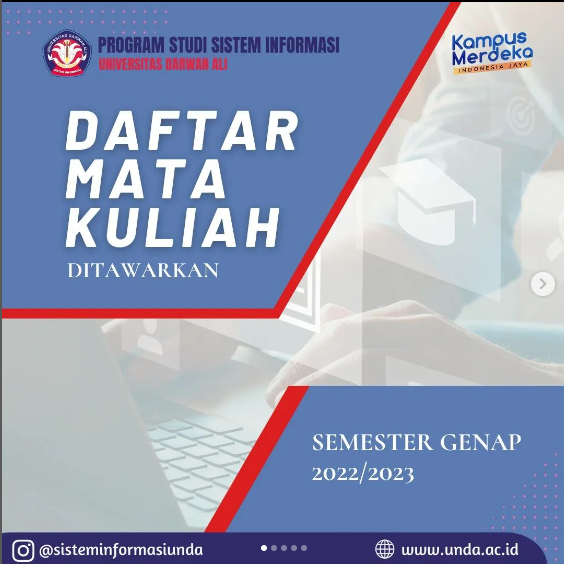 PROGRAM STUDI SISTEM INFORMASI
UNIVERSITAS DARWAN ALI
Kampus
Merdeka
INDONESIA JAYA
DAFTAR
MATA
KULIAH
DITAWARKAN
SEMESTER GENAP
2022/2023
@sisteminformasiunda
www.unda.ac.id